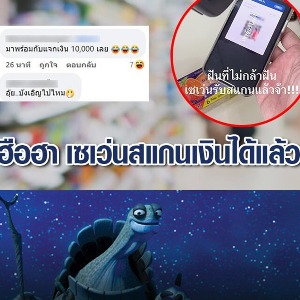 มาพร้อมกับแจกเงิน 10,000 เลย
26 นาที ถูกใจ ตอบกลับ 7
อุ้ย..บังเอิญไปไหม
ฝันที่ไม่กล้าฝัน
เซเว่นรับสแกนแล้วจ้า!!!
ฮือฮา เซเว่นสแกนเงินได้แล้ว